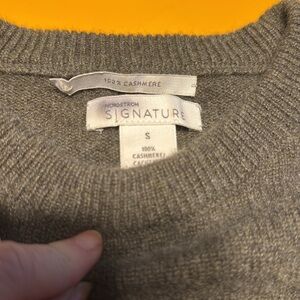 100% CASHMERE
NORDSTROM
SIGNATURE
S
100%
CASHMERE/